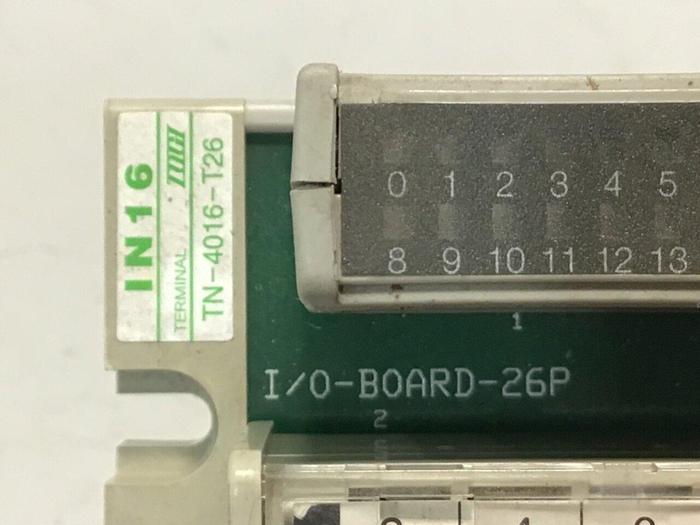 IN16
TERMINAL TOGI
TN-4016-T26
0 1 2 3 4 5
8 9 10 11 12 13
1
I/O-BOARD-26P
2